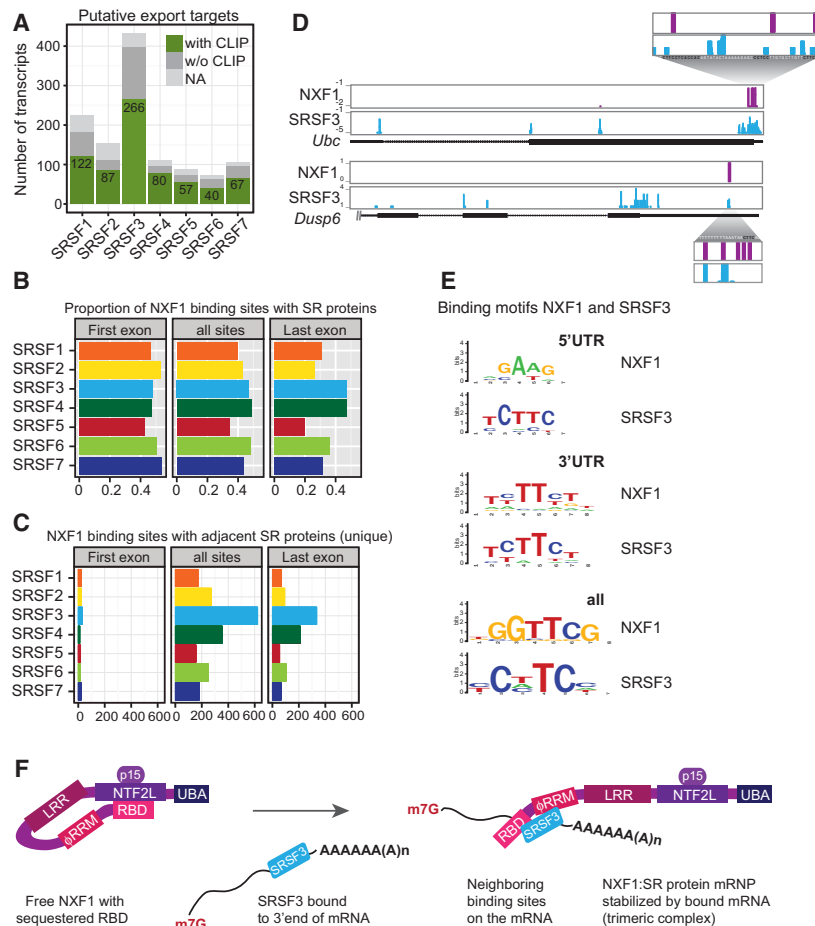 A
Putative export targets
Number of transcripts
400
300
200
100
0
with CLIP
w/o CLIP
NA
122
87
266
80
57
40
67
SRSF1
SRSF2
SRSF3
SRSF4
SRSF5
SRSF6
SRSF7
B
Proportion of NXF1 binding sites with SR proteins
First exon all sites Last exon
SRSF1
SRSF2
SRSF3
SRSF4
SRSF5
SRSF6
SRSF7
0 0.2 0.4 0 0.2 0.4 0 0.2 0.4
C
NXF1 binding sites with adjacent SR proteins (unique)
First exon all sites Last exon
SRSF1
SRSF2
SRSF3
SRSF4
SRSF5
SRSF6
SRSF7
0 200 400 600 0 200 400 600 0 200 400 600
D
NXF1
-1
-2
-1
SRSF3
-5
Ubc
NXF1
1
0
SRSF3
4
1
Dusp6
E
Binding motifs NXF1 and SRSF3
5'UTR
NXF1
SRSF3
3'UTR
NXF1
SRSF3
all
NXF1
SRSF3
F
p15
LRR
NTF2L
UBA
RBD
ϕRRM
SRSF3
AAAAAA(A)n
m7G
Free NXF1 with
sequestered RBD
SRSF3 bound
to 3'end of mRNA
p15
ϕRRM
LRR
NTF2L
UBA
m7G
RBD
SRSF3
AAAAAA(A)n
Neighboring
binding sites
on the mRNA
NXF1:SR protein mRNP
stabilized by bound mRNA
(trimeric complex)